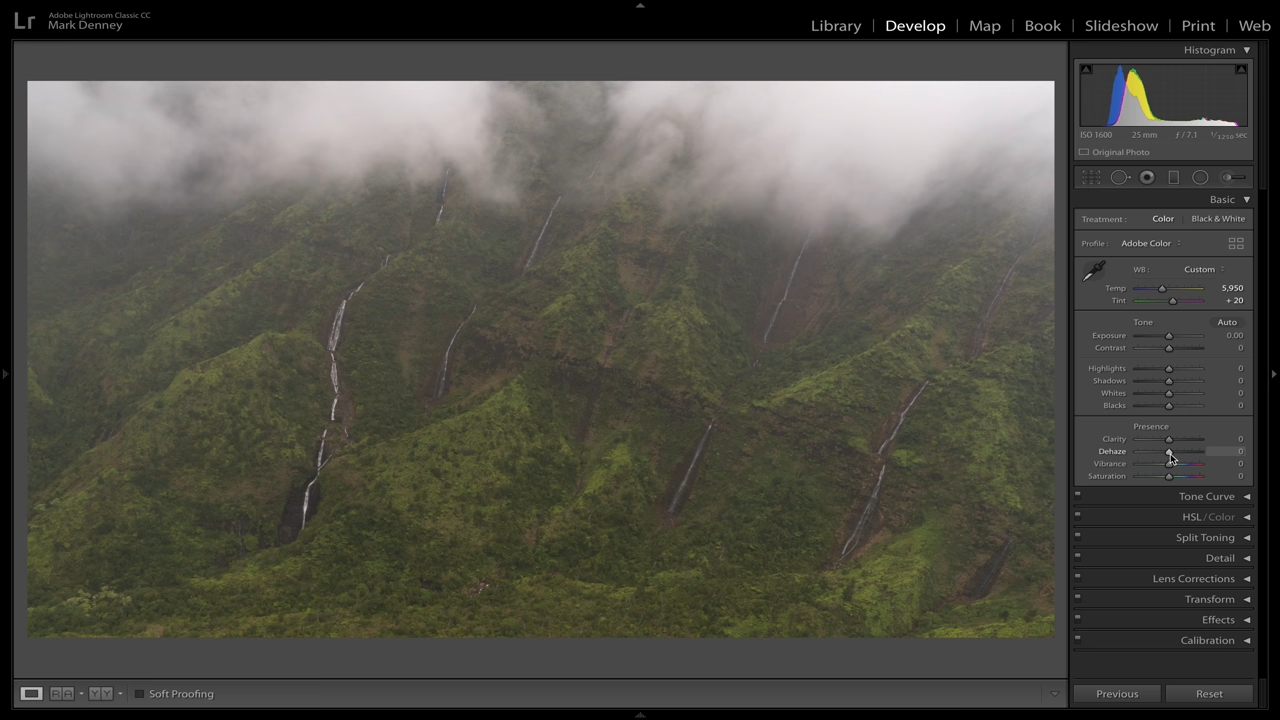 Lr
Adobe Lightroom Classic CC
Mark Denney
Library | Develop | Map | Book | Slideshow | Print | Web
Histogram
ISO 1600 25 mm f / 7.1 1/1250 sec
Original Photo
Basic
Treatment : Color Black & White
Profile : Adobe Color
WB : Custom
Temp 5,950
Tint + 20
Tone Auto
Exposure 0.00
Contrast 0
Highlights 0
Shadows 0
Whites 0
Blacks 0
Presence
Clarity 0
Dehaze 0
Vibrance 0
Saturation 0
Tone Curve
HSL / Color
Split Toning
Detail
Lens Corrections
Transform
Effects
Calibration
R A Y Y Soft Proofing
Previous Reset